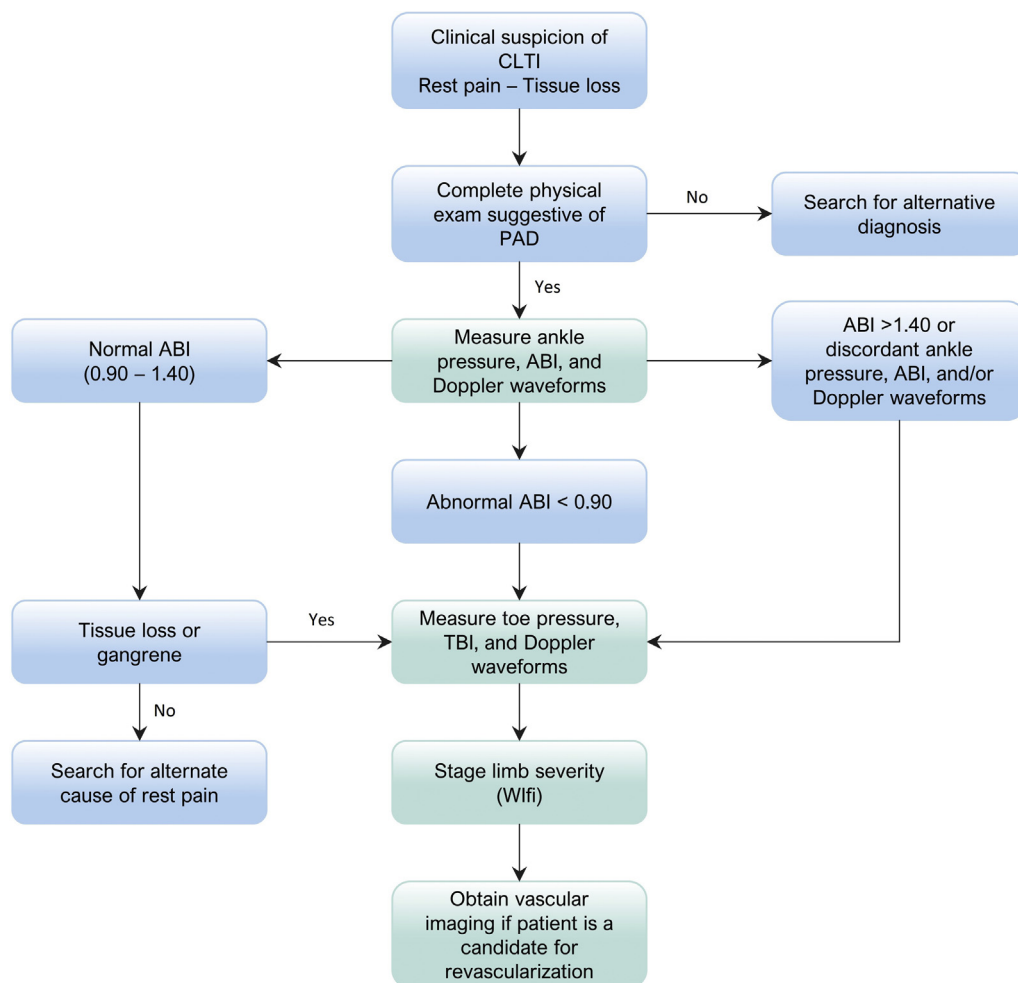 Clinical suspicion of
CLTI
Rest pain – Tissue loss
Complete physical
exam suggestive of
PAD
No
Search for alternative
diagnosis
Yes
Normal ABI
(0.90 – 1.40)
Measure ankle
pressure, ABI, and
Doppler waveforms
ABI >1.40 or
discordant ankle
pressure, ABI, and/or
Doppler waveforms
Abnormal ABI < 0.90
Tissue loss or
gangrene
Yes
Measure toe pressure,
TBI, and Doppler
waveforms
No
Search for alternate
cause of rest pain
Stage limb severity
(WIfi)
Obtain vascular
imaging if patient is a
candidate for
revascularization